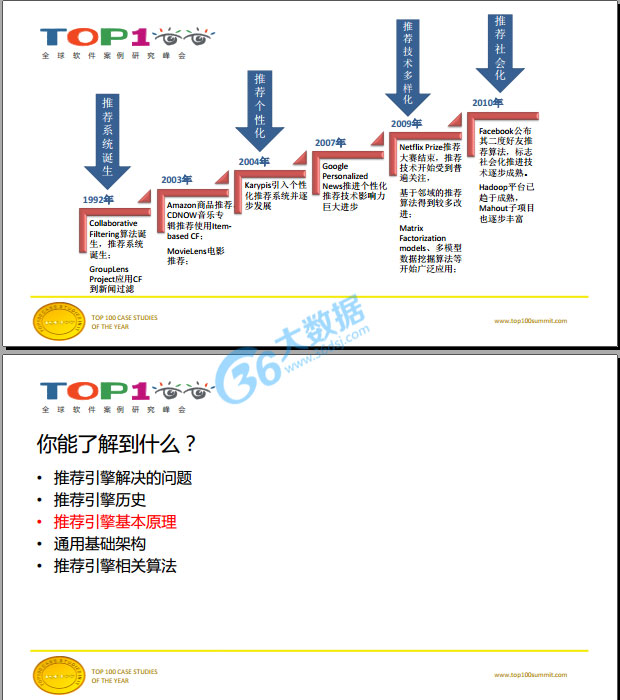 TOP100
全球软件案例研究峰会
推荐系统诞生
推荐个性化
推荐技术多样化
推荐社会化
1992年
Collaborative
Filtering算法诞
生，推荐系统
诞生；
GroupLens
Project应用CF
到新闻过滤
2003年
Amazon商品推荐
CDNOW音乐专
辑推荐使用Item-
based CF；
MovieLens电影
推荐；
2004年
Karypis引入个性
化推荐系统并逐
步发展
2007年
Google
Personalized
News推进个性化
推荐技术影响力
巨大进步
2009年
Netflix Prize推荐
大赛结束，推荐
技术开始受到普
遍关注，
基于邻域的推荐
算法得到较多改
进；
Matrix
Factorization
models、多模型
数据挖掘算法等
开始广泛应用；
2010年
Facebook公布
其二度好友推
荐算法，标志
社会化推进技
术逐步成熟。
Hadoop平台已
趋于成熟，
Mahout子项目
也逐步丰富
TOP 100 CASE STUDIES
OF THE YEAR
www.top100summit.com
36大数据
www.36dsj.com
TOP100
全球软件案例研究峰会
你能了解到什么？
• 推荐引擎解决的问题
• 推荐引擎历史
• 推荐引擎基本原理
• 通用基础架构
• 推荐引擎相关算法
TOP 100 CASE STUDIES
OF THE YEAR
www.top100summit.com